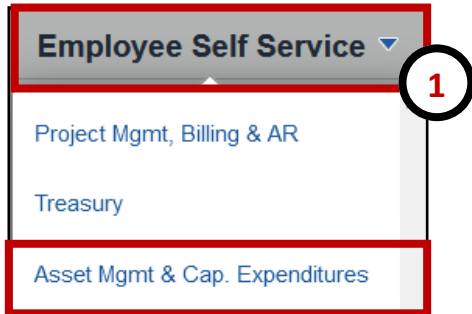 Employee Self Service
1
Project Mgmt, Billing & AR
Treasury
Asset Mgmt & Cap. Expenditures